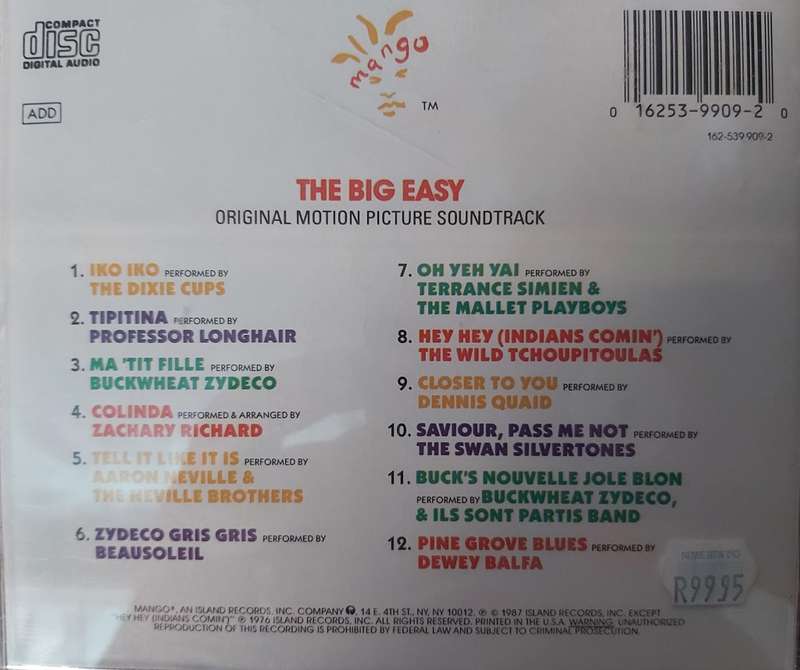 COMPACT
disc
DIGITAL AUDIO
ADD
mango
TM
0 16253-9909-2 0
162-539 909-2
THE BIG EASY
ORIGINAL MOTION PICTURE SOUNDTRACK
1. IKO IKO PERFORMED BY
THE DIXIE CUPS
2. TIPITINA PERFORMED BY
PROFESSOR LONGHAIR
3. MA 'TIT FILLE PERFORMED BY
BUCKWHEAT ZYDECO
4. COLINDA PERFORMED & ARRANGED BY
ZACHARY RICHARD
5. TELL IT LIKE IT IS PERFORMED BY
AARON NEVILLE &
THE NEVILLE BROTHERS
6. ZYDECO GRIS GRIS PERFORMED BY
BEAUSOLEIL
7. OH YEH YAI PERFORMED BY
TERRANCE SIMIEN &
THE MALLET PLAYBOYS
8. HEY HEY (INDIANS COMIN') PERFORMED BY
THE WILD TCHOUPITOULAS
9. CLOSER TO YOU PERFORMED BY
DENNIS QUAID
10. SAVIOUR, PASS ME NOT PERFORMED BY
THE SWAN SILVERTONES
11. BUCK'S NOUVELLE JOLE BLON
PERFORMED BY BUCKWHEAT ZYDECO,
& ILS SONT PARTIS BAND
12. PINE GROVE BLUES PERFORMED BY
DEWEY BALFA
R99.95
MANGO®, AN ISLAND RECORDS, INC. COMPANY, 14 E. 4TH ST., NY, NY 10012. ℗ © 1987 ISLAND RECORDS, INC. EXCEPT
"HEY HEY (INDIANS COMIN')" ℗ 1976 ISLAND RECORDS, INC. ALL RIGHTS RESERVED. PRINTED IN THE U.S.A. WARNING: UNAUTHORIZED
REPRODUCTION OF THIS RECORDING IS PROHIBITED BY FEDERAL LAW AND SUBJECT TO CRIMINAL PROSECUTION.